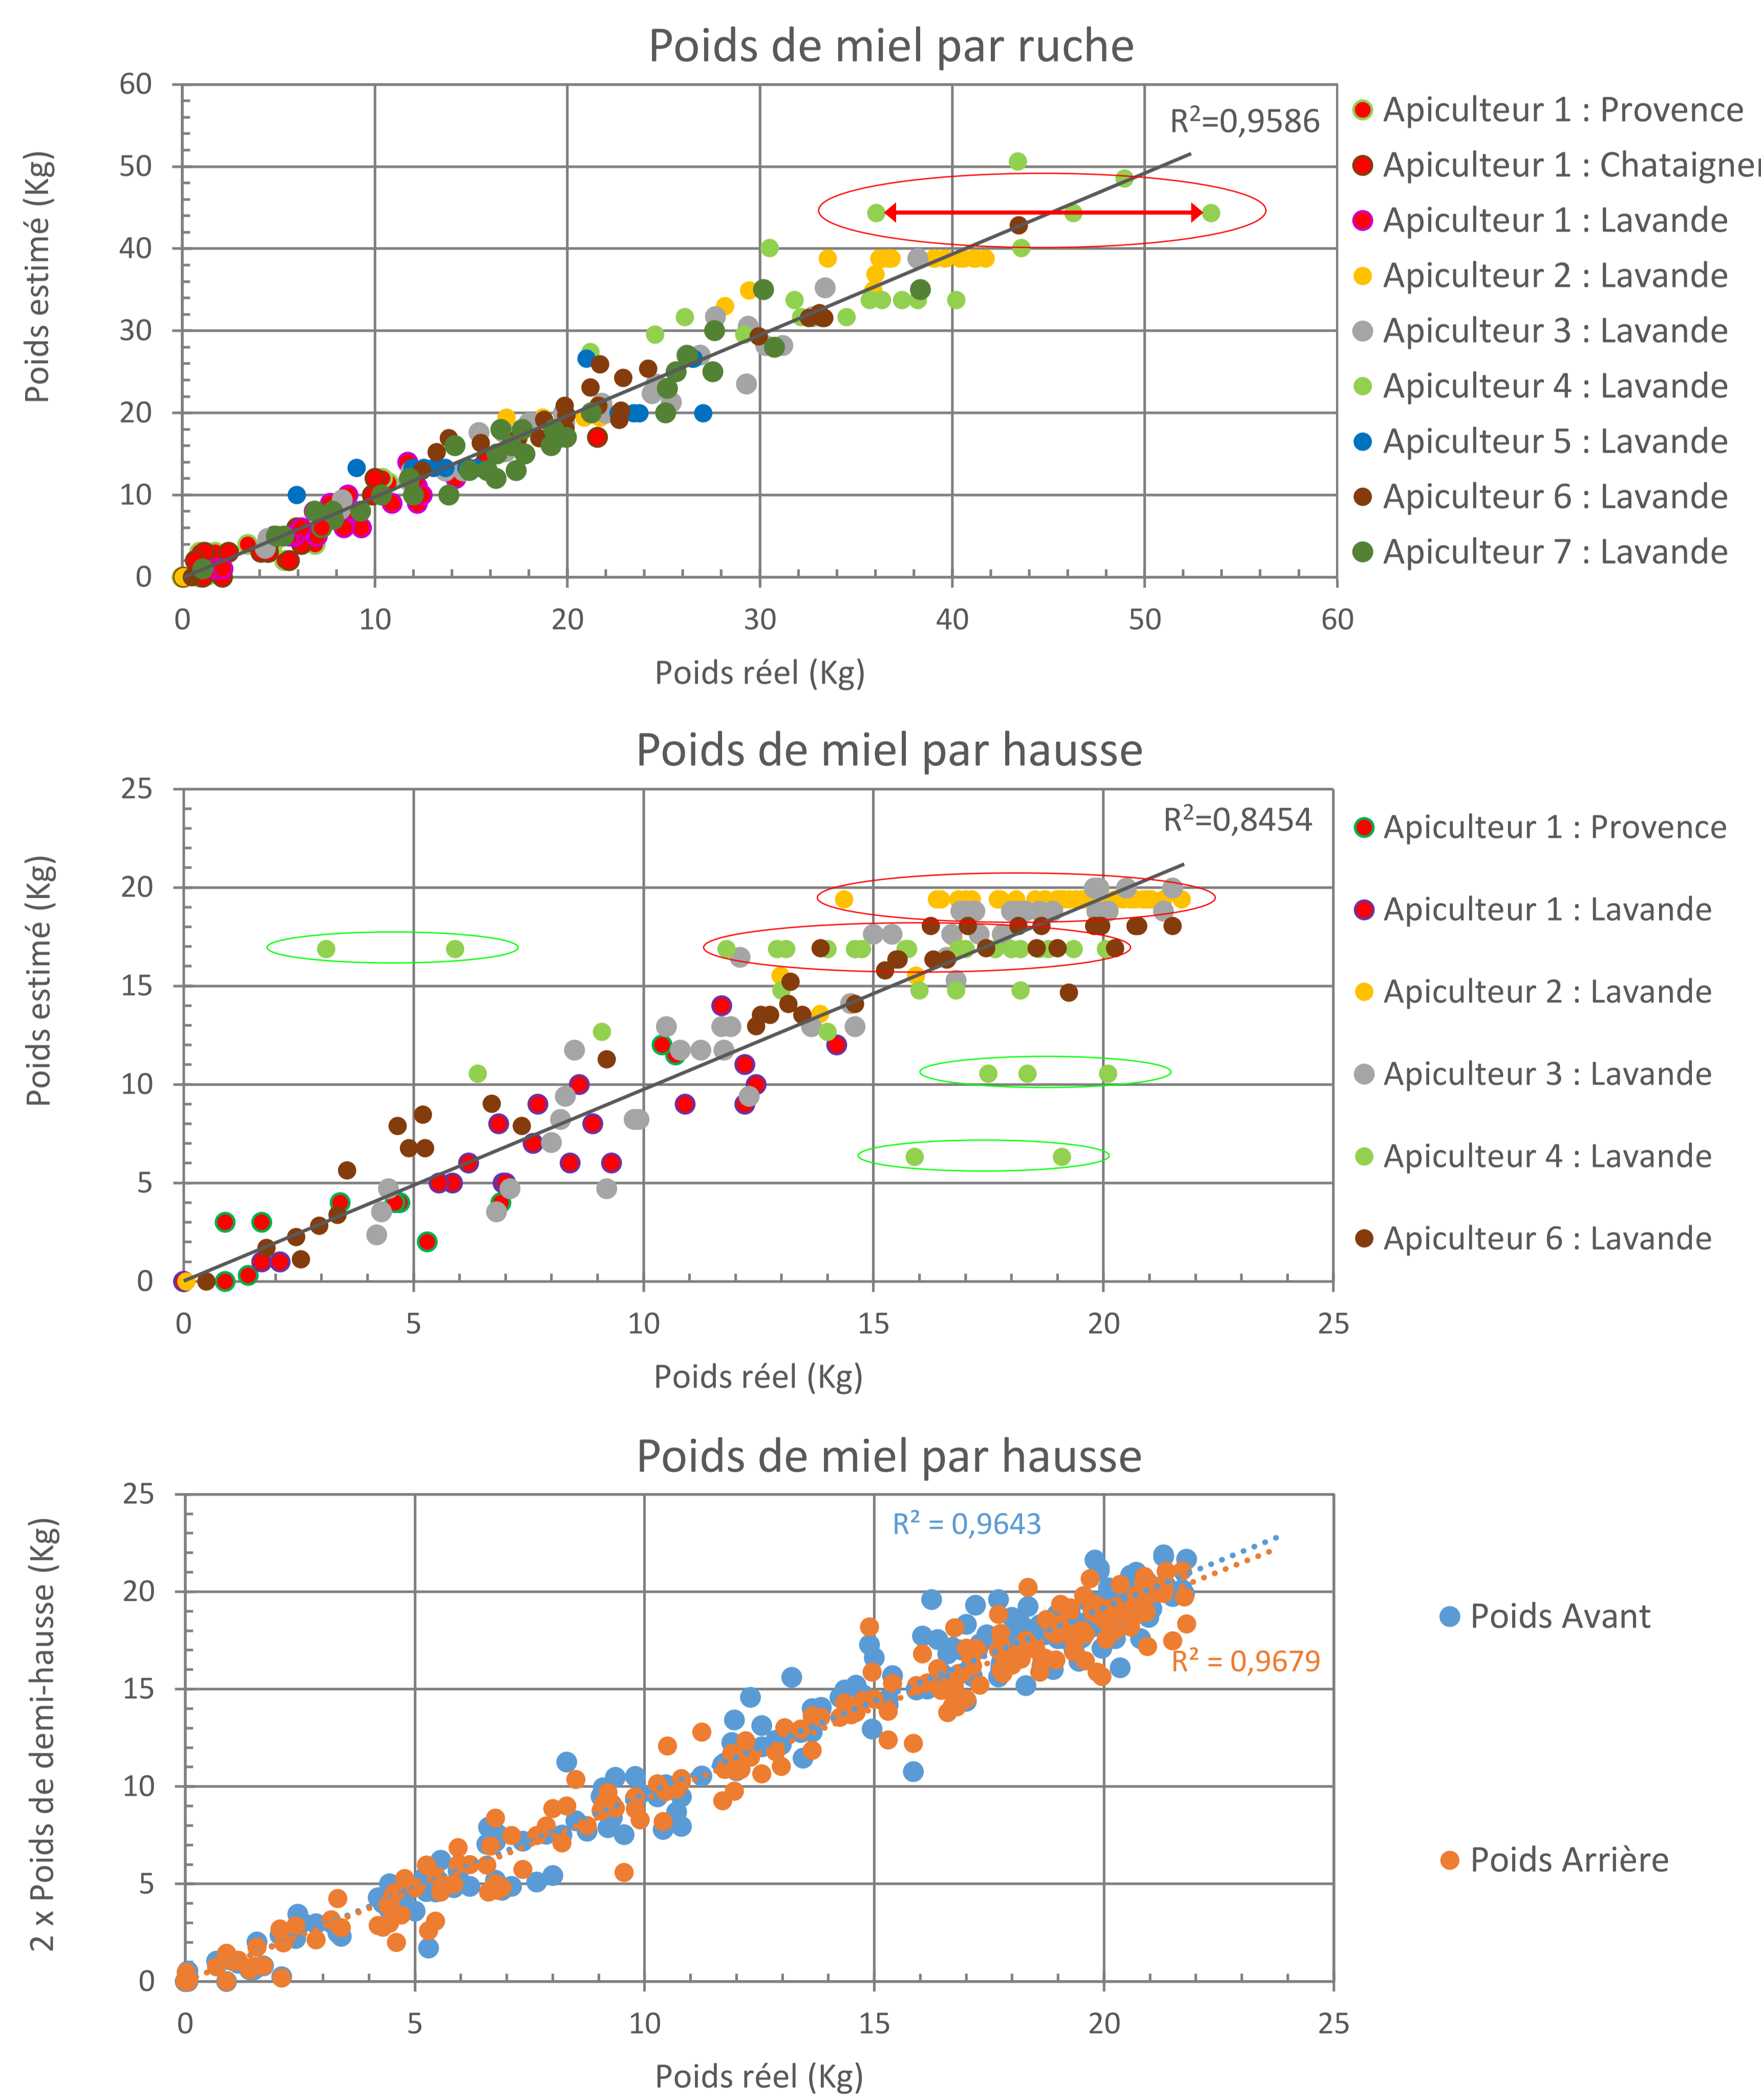 Poids de miel par ruche
60
50
40
30
20
10
0
Poids estimé (Kg)
R²=0,9586
0 10 20 30 40 50 60
Poids réel (Kg)
Apiculteur 1 : Provence
Apiculteur 1 : Chataigner
Apiculteur 1 : Lavande
Apiculteur 2 : Lavande
Apiculteur 3 : Lavande
Apiculteur 4 : Lavande
Apiculteur 5 : Lavande
Apiculteur 6 : Lavande
Apiculteur 7 : Lavande
Poids de miel par hausse
25
20
15
10
5
0
Poids estimé (Kg)
R²=0,8454
0 5 10 15 20 25
Poids réel (Kg)
Apiculteur 1 : Provence
Apiculteur 1 : Lavande
Apiculteur 2 : Lavande
Apiculteur 3 : Lavande
Apiculteur 4 : Lavande
Apiculteur 6 : Lavande
Poids de miel par hausse
25
20
15
10
5
0
2 x Poids de demi-hausse (Kg)
R² = 0,9643
R² = 0,9679
0 5 10 15 20 25
Poids réel (Kg)
Poids Avant
Poids Arrière